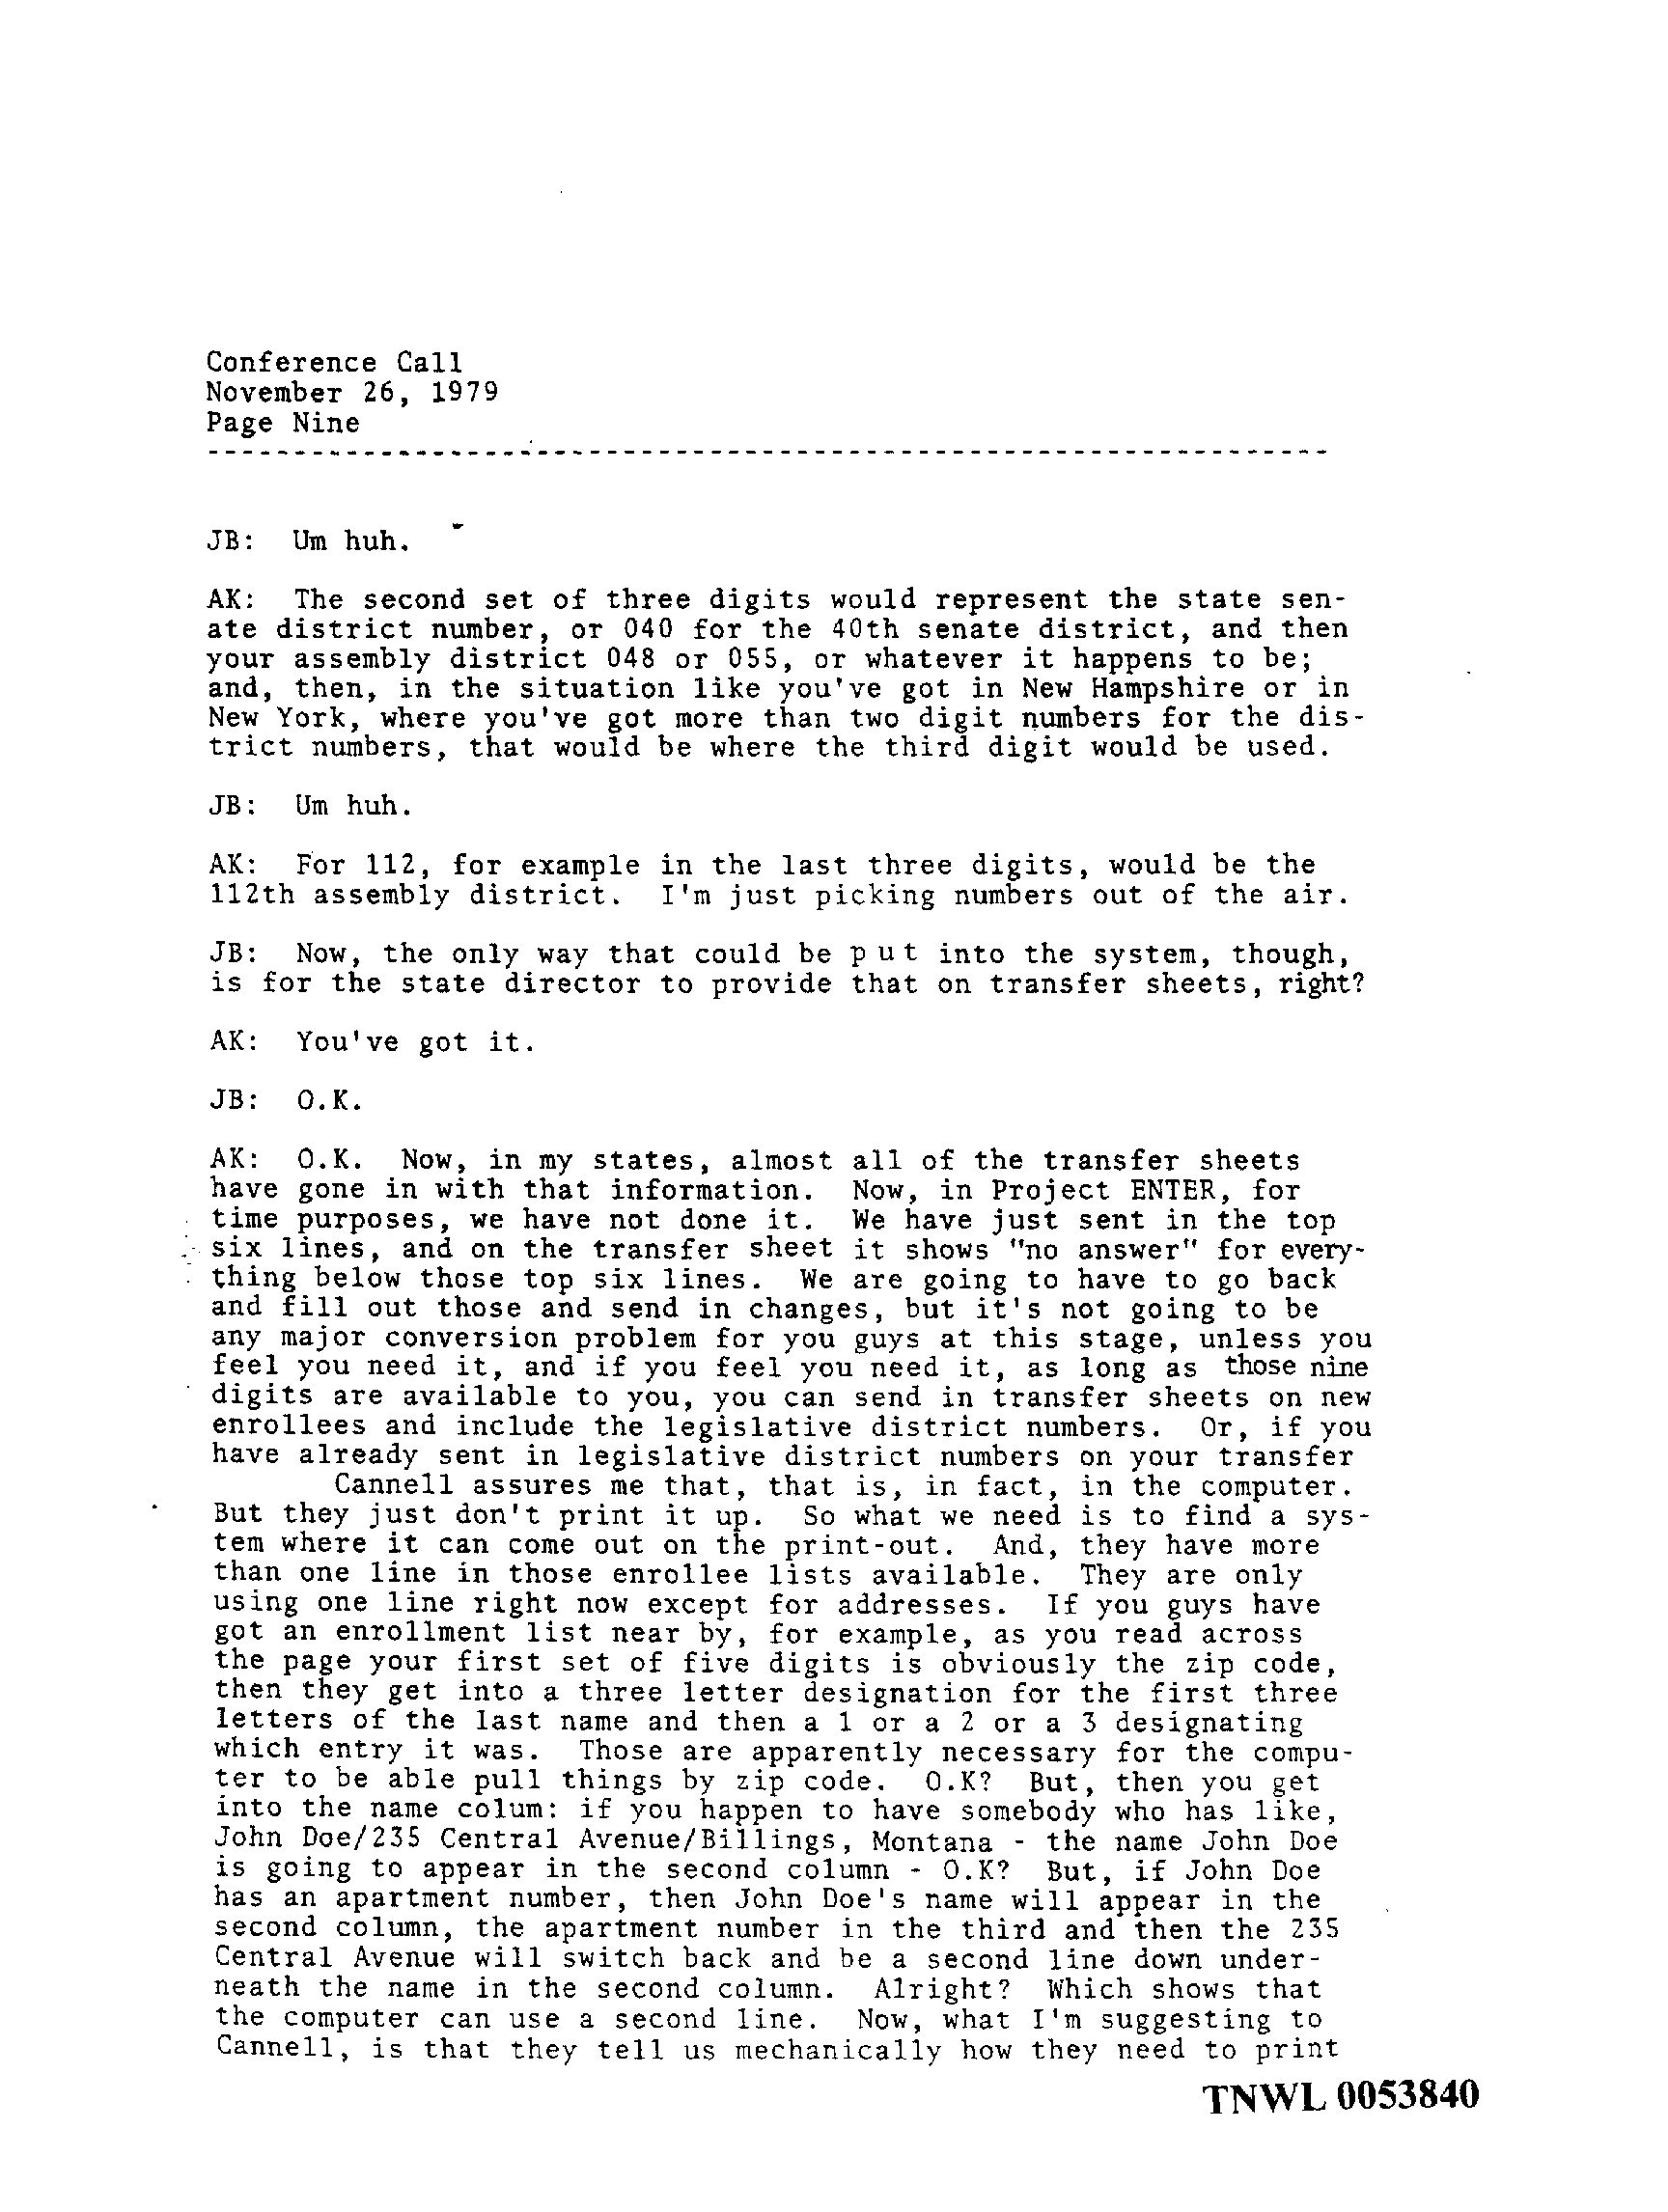 Conference Call
November 26, 1979
Page Nine
-----------------------------------------------------------------
JB:  Um huh.
AK:  The second set of three digits would represent the state sen-
ate district number, or 040 for the 40th senate district, and then
your assembly district 048 or 055, or whatever it happens to be;
and, then, in the situation like you've got in New Hampshire or in
New York, where you've got more than two digit numbers for the dis-
trict numbers, that would be where the third digit would be used.
JB:  Um huh.
AK:  For 112, for example in the last three digits, would be the
112th assembly district.  I'm just picking numbers out of the air.
JB:  Now, the only way that could be put into the system, though,
is for the state director to provide that on transfer sheets, right?
AK:  You've got it.
JB:  O.K.
AK:  O.K.  Now, in my states, almost all of the transfer sheets
have gone in with that information.  Now, in Project ENTER, for
time purposes, we have not done it.  We have just sent in the top
six lines, and on the transfer sheet it shows "no answer" for every-
thing below those top six lines.  We are going to have to go back
and fill out those and send in changes, but it's not going to be
any major conversion problem for you guys at this stage, unless you
feel you need it, and if you feel you need it, as long as those nine
digits are available to you, you can send in transfer sheets on new
enrollees and include the legislative district numbers.  Or, if you
have already sent in legislative district numbers on your transfer
Cannell assures me that, that is, in fact, in the computer.
But they just don't print it up.  So what we need is to find a sys-
tem where it can come out on the print-out.  And, they have more
than one line in those enrollee lists available.  They are only
using one line right now except for addresses.  If you guys have
got an enrollment list near by, for example, as you read across
the page your first set of five digits is obviously the zip code,
then they get into a three letter designation for the first three
letters of the last name and then a 1 or a 2 or a 3 designating
which entry it was.  Those are apparently necessary for the compu-
ter to be able pull things by zip code.  O.K?  But, then you get
into the name colum: if you happen to have somebody who has like,
John Doe/235 Central Avenue/Billings, Montana - the name John Doe
is going to appear in the second column - O.K?  But, if John Doe
has an apartment number, then John Doe's name will appear in the
second column, the apartment number in the third and then the 235
Central Avenue will switch back and be a second line down under-
neath the name in the second column.  Alright?  Which shows that
the computer can use a second line.  Now, what I'm suggesting to
Cannell, is that they tell us mechanically how they need to print
TNWL 0053840